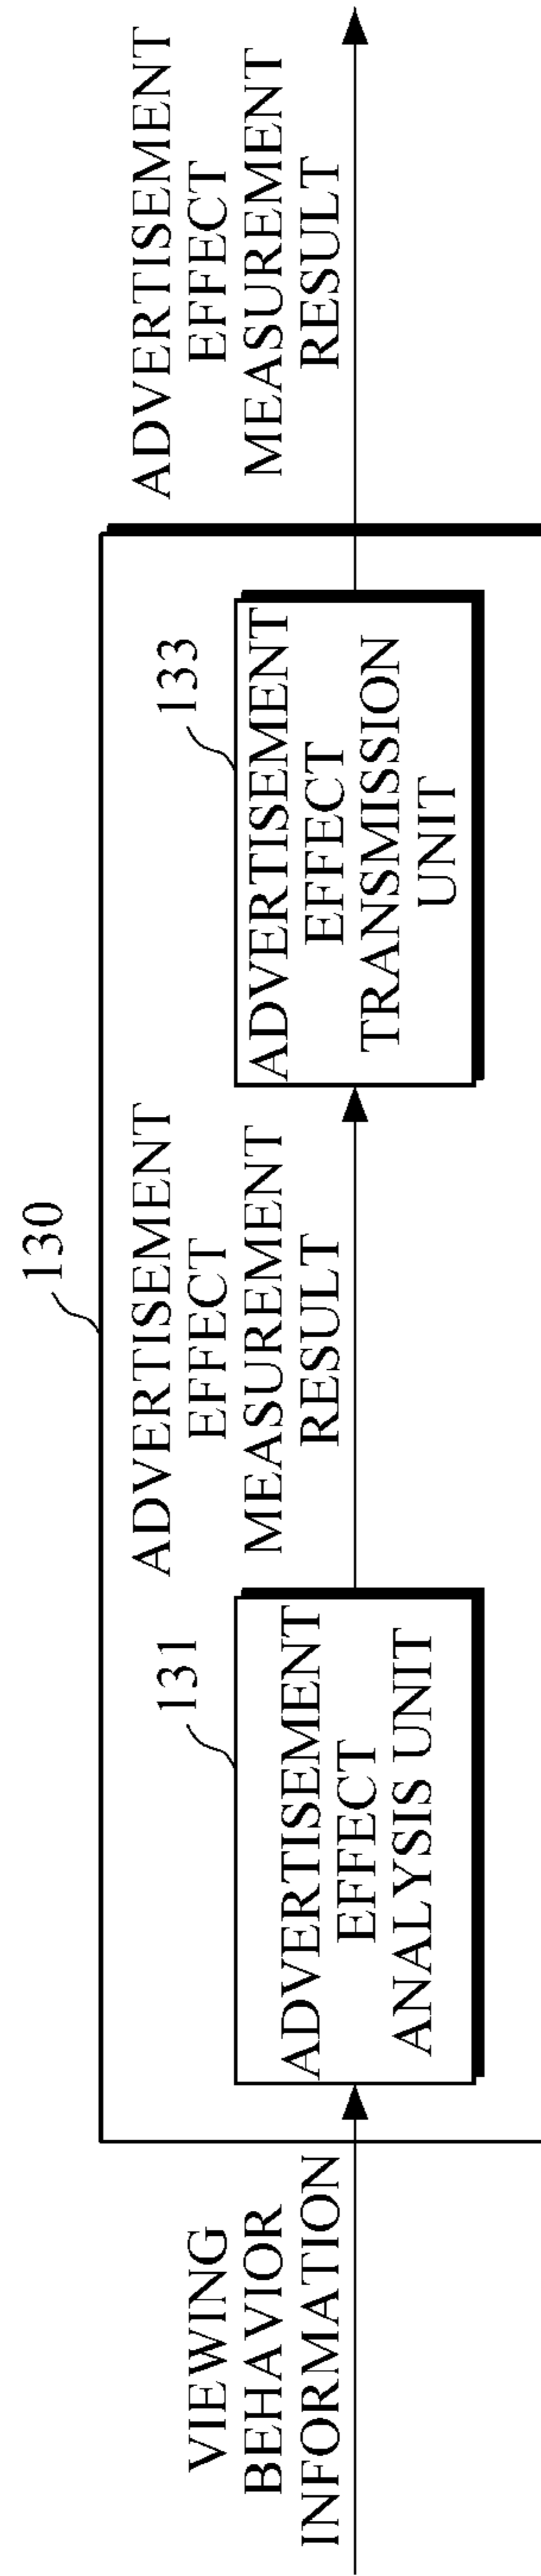 130
VIEWING
BEHAVIOR
INFORMATION
131
ADVERTISEMENT
EFFECT
ANALYSIS UNIT
ADVERTISEMENT
EFFECT
MEASUREMENT
RESULT
133
ADVERTISEMENT
EFFECT
TRANSMISSION
UNIT
ADVERTISEMENT
EFFECT
MEASUREMENT
RESULT